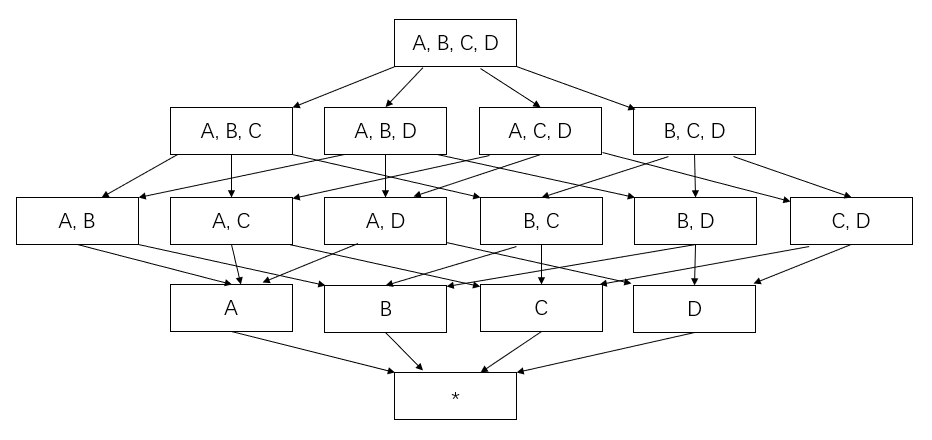 A, B, C, D
A, B, C
A, B, D
A, C, D
B, C, D
A, B
A, C
A, D
B, C
B, D
C, D
A
B
C
D
*